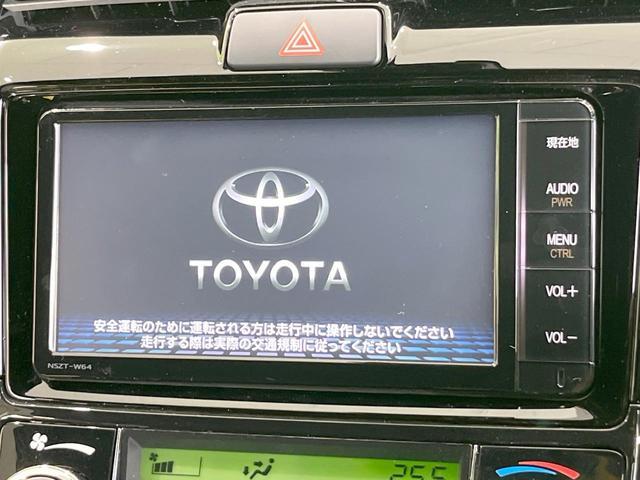 現在地
AUDIO
PWR
MENU
CTRL
VOL+
VOL-
TOYOTA
安全運転のために運転される方は走行中に操作しないでください
走行する際は実際の交通規制に従ってください
NSZT-W64
25.5